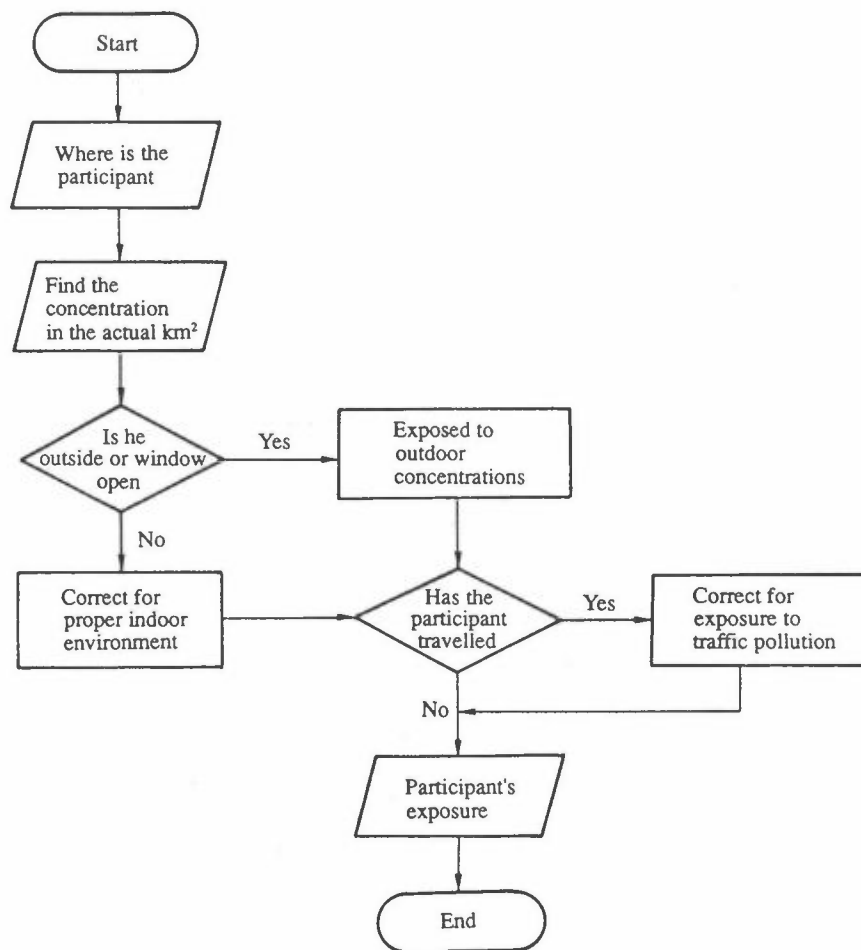 Start
Where is the
participant
Find the
concentration
in the actual km²
Is he
outside or window
open
Yes
Exposed to
outdoor
concentrations
No
Correct for
proper indoor
environment
Has the
participant
travelled
Yes
Correct for
exposure to
traffic pollution
No
Participant's
exposure
End